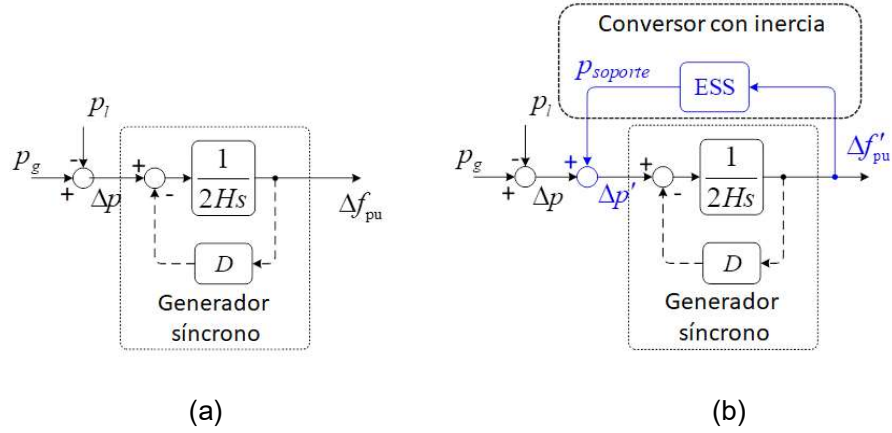 p_l
p_g
+
-
Δp
+
-
1
2Hs
D
Δf_pu
Generador
síncrono
(a)
Conversor con inercia
p_soporte
ESS
p_l
p_g
+
-
Δp
+
Δp'
+
-
1
2Hs
D
Δf'_pu
Generador
síncrono
(b)